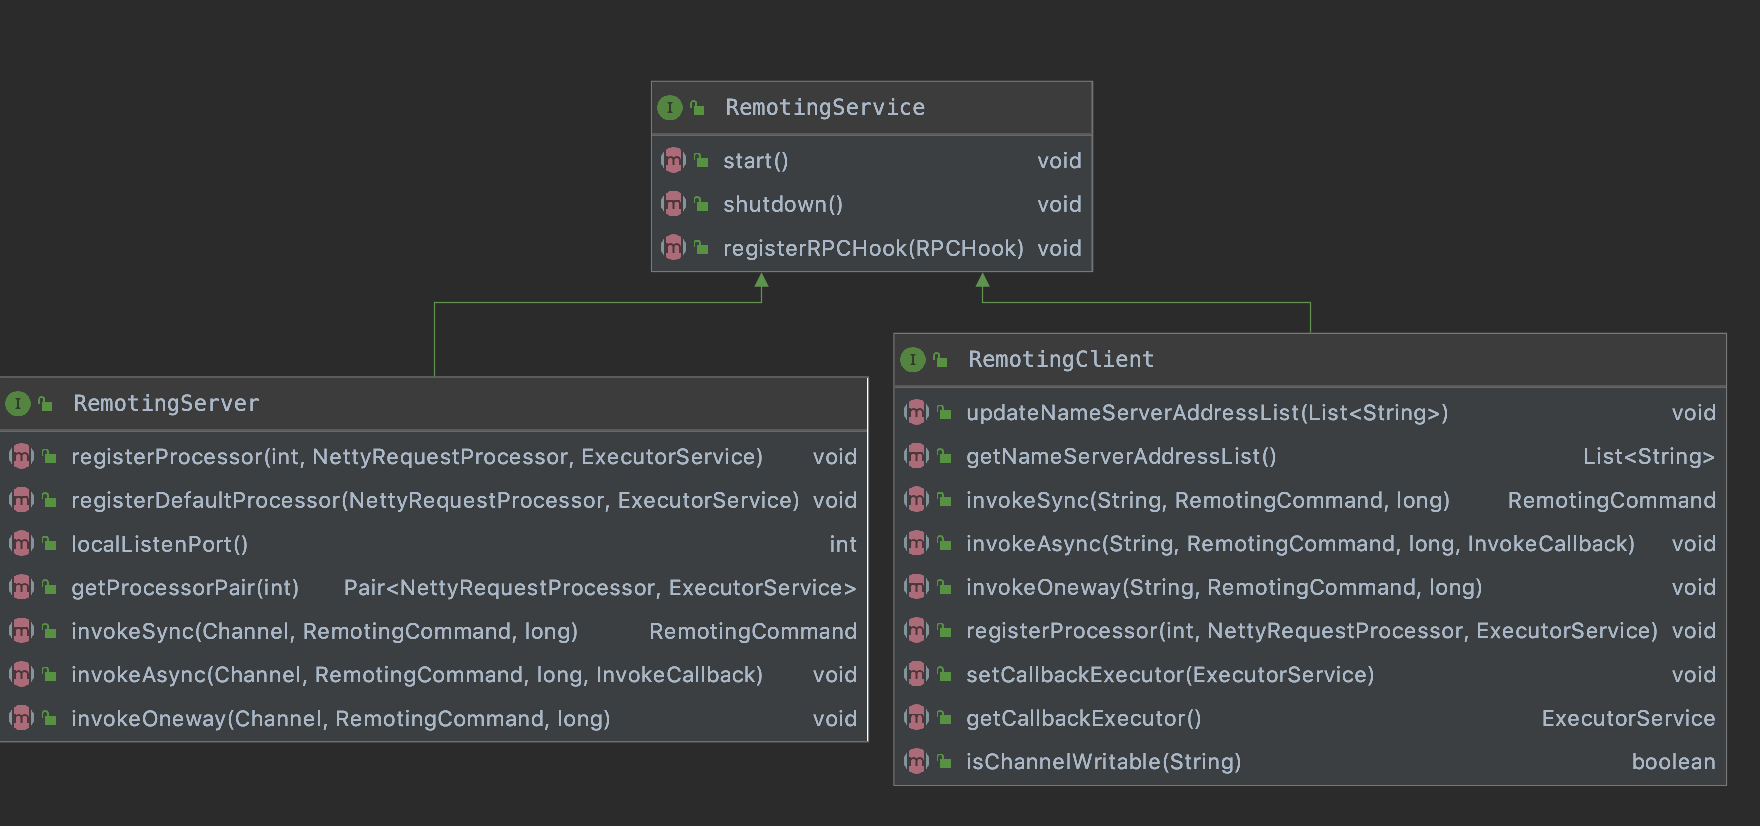 RemotingService
start() void
shutdown() void
registerRPCHook(RPCHook) void
RemotingServer
registerProcessor(int, NettyRequestProcessor, ExecutorService) void
registerDefaultProcessor(NettyRequestProcessor, ExecutorService) void
localListenPort() int
getProcessorPair(int) Pair<NettyRequestProcessor, ExecutorService>
invokeSync(Channel, RemotingCommand, long) RemotingCommand
invokeAsync(Channel, RemotingCommand, long, InvokeCallback) void
invokeOneway(Channel, RemotingCommand, long) void
RemotingClient
updateNameServerAddressList(List<String>) void
getNameServerAddressList() List<String>
invokeSync(String, RemotingCommand, long) RemotingCommand
invokeAsync(String, RemotingCommand, long, InvokeCallback) void
invokeOneway(String, RemotingCommand, long) void
registerProcessor(int, NettyRequestProcessor, ExecutorService) void
setCallbackExecutor(ExecutorService) void
getCallbackExecutor() ExecutorService
isChannelWritable(String) boolean